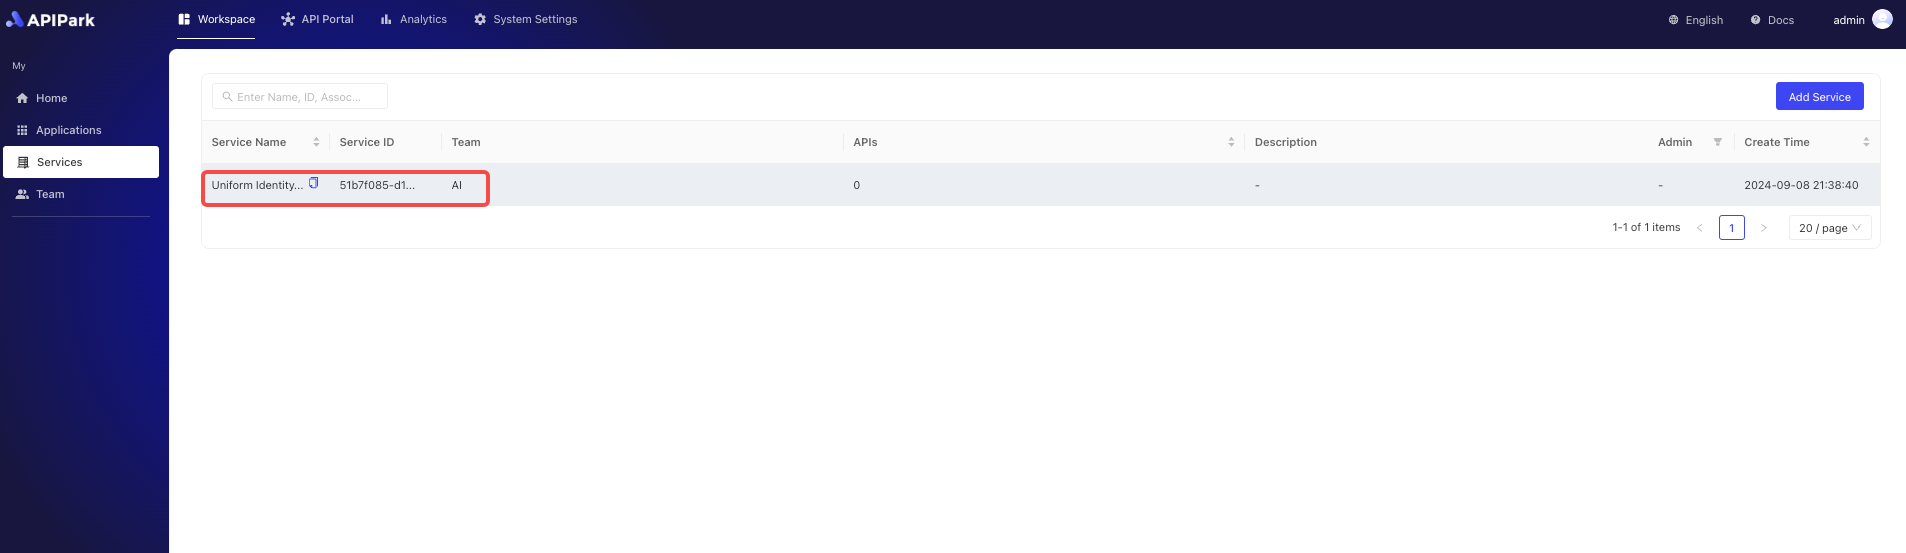 APIPark
Workspace API Portal Analytics System Settings English Docs admin
My
Home
Applications
Services
Team
Enter Name, ID, Assoc...
Add Service
Service Name Service ID Team APIs Description Admin Create Time
Uniform Identity... 51b7f085-d1... AI 0 - - 2024-09-08 21:38:40
1-1 of 1 items 1 20 / page